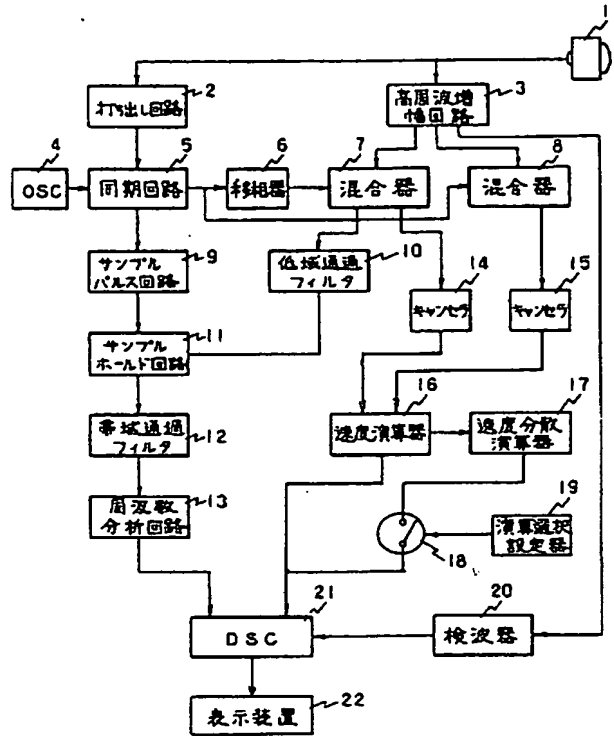 1
打出し回路
2
高周波増
幅回路
3
4
OSC
5
同期回路
6
移相器
7
混合器
8
混合器
サンプル
パルス回路
9
低域通過
フィルタ
10
14
キャンセラ
15
キャンセラ
サンプル
ホールド回路
11
16
速度演算器
17
速度分散
演算器
帯域通過
フィルタ
12
周波数
分析回路
13
18
19
演算選択
設定器
21
DSC
20
検波器
表示装置
22